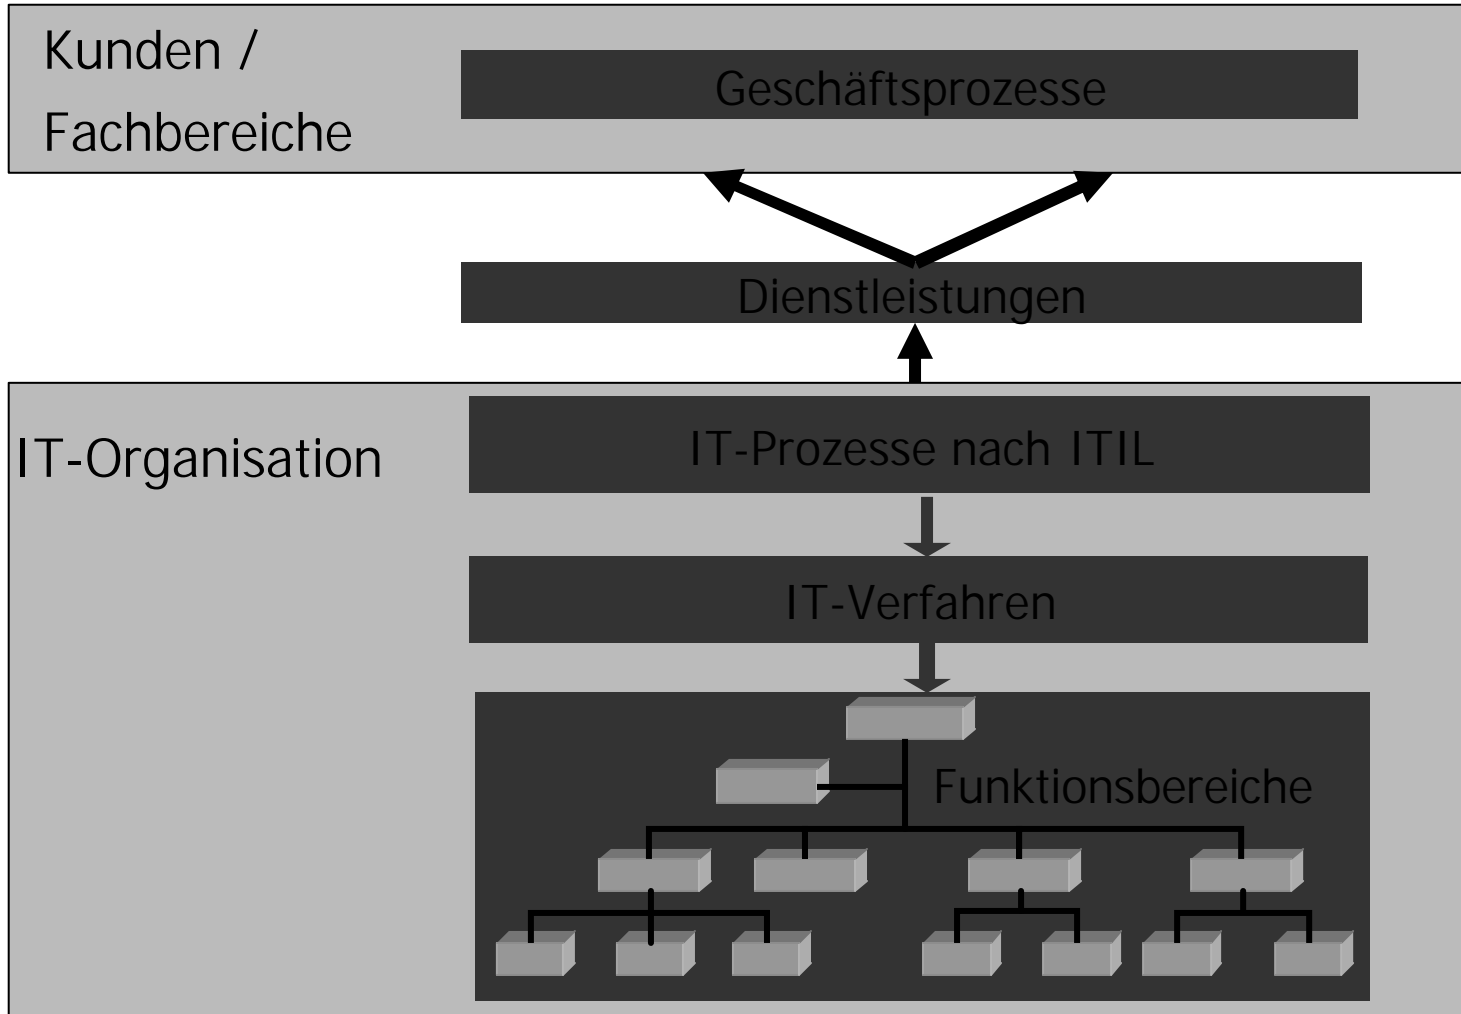 Kunden /
Fachbereiche
Geschäftsprozesse
Dienstleistungen
IT-Organisation
IT-Prozesse nach ITIL
IT-Verfahren
Funktionsbereiche